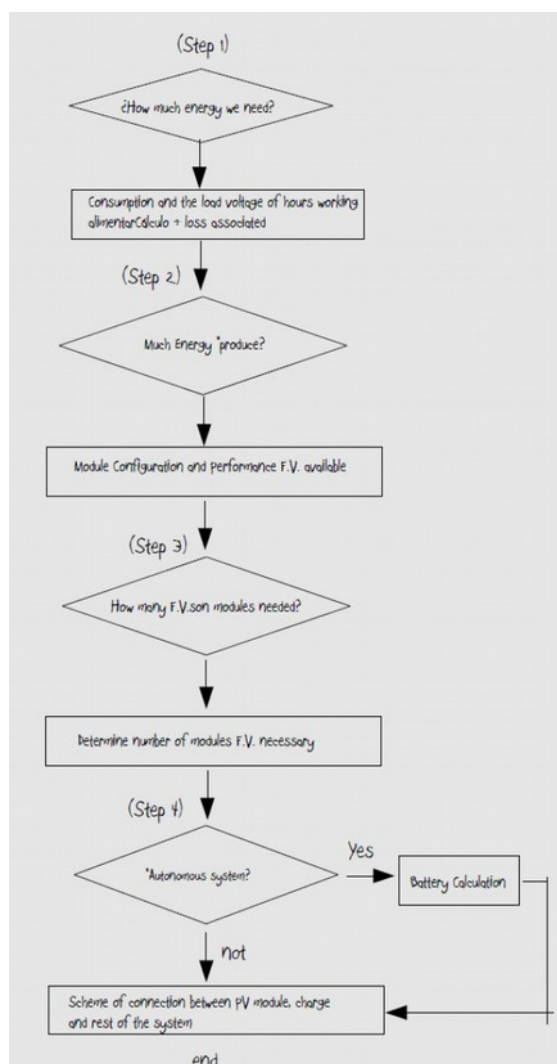 (Step 1)
¿How much energy we need?
Consumption and the load voltage of hours working
alimentarCálculo + loss associated
(Step 2)
Much Energy "produce?
Module Configuration and performance F.V. available
(Step 3)
How many F.V.son modules needed?
Determine number of modules F.V. necessary
(Step 4)
"Autonomous system?
Yes
Battery Calculation
not
Scheme of connection between PV module, charge
and rest of the system
end